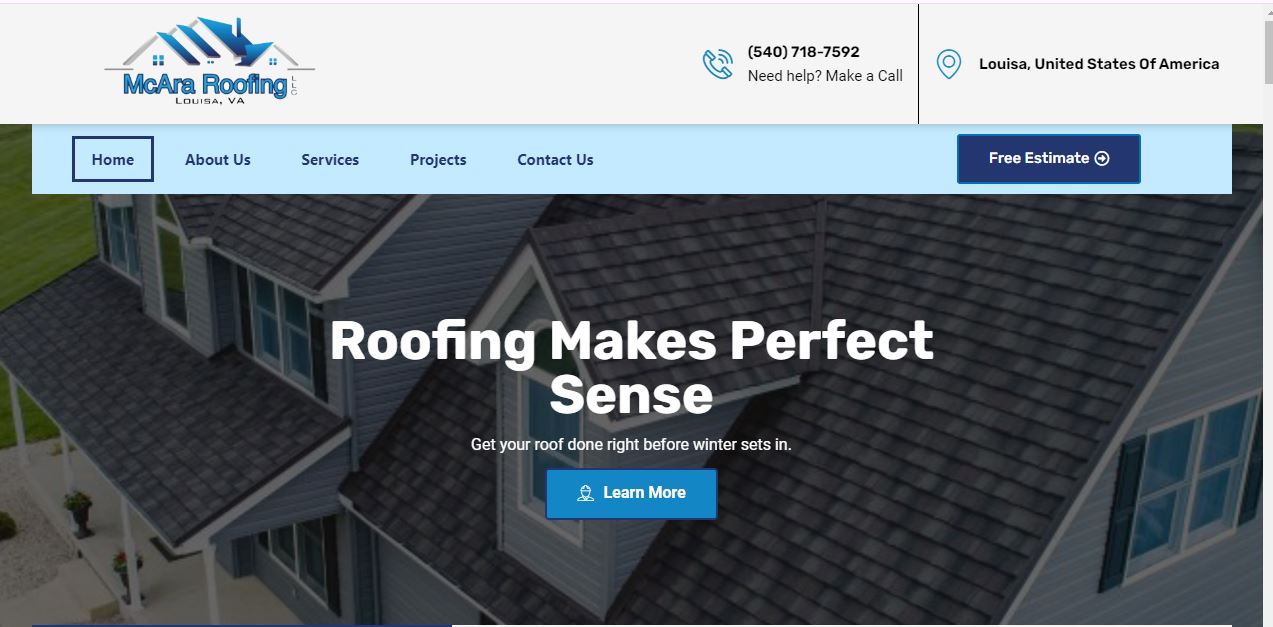 McAra Roofing LLC
Louisa, VA
(540) 718-7592
Need help? Make a Call
Louisa, United States Of America
Home
About Us
Services
Projects
Contact Us
Free Estimate
Roofing Makes Perfect
Sense
Get your roof done right before winter sets in.
Learn More